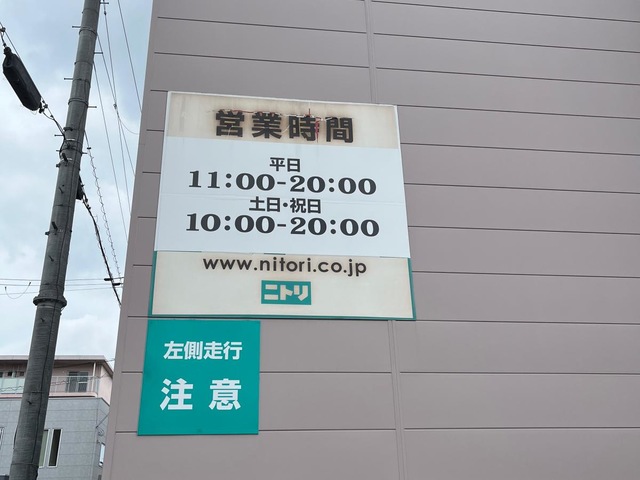 営業時間
平日
11:00-20:00
土日・祝日
10:00-20:00
www.nitori.co.jp
ニトリ
左側走行
注意